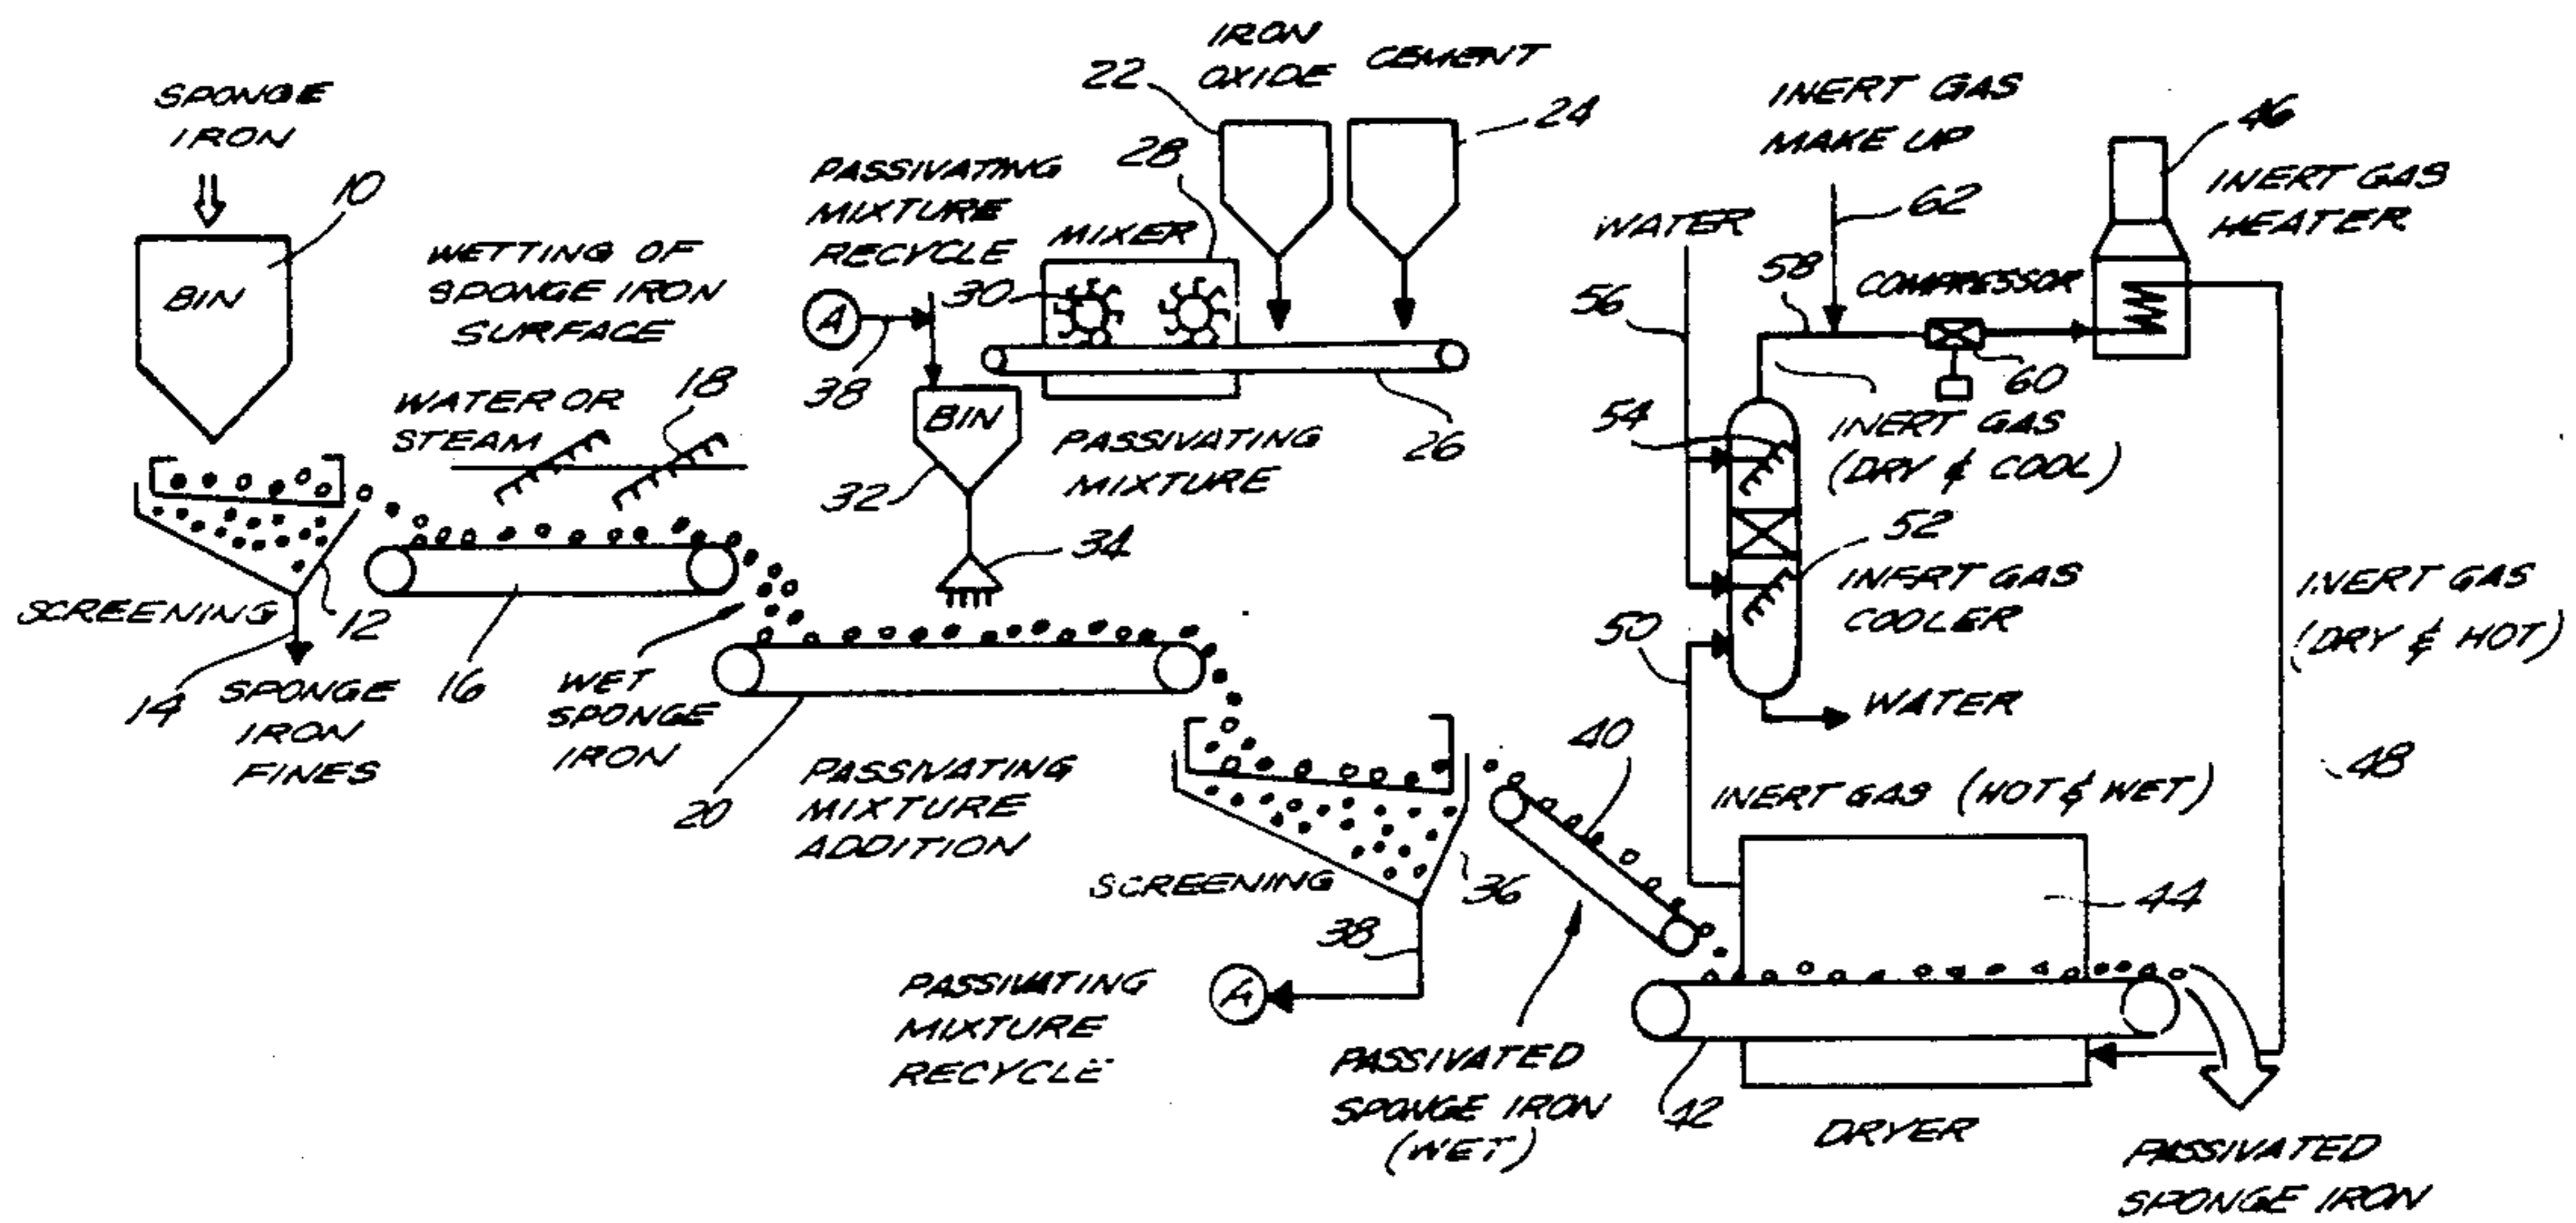 SPONGE
IRON
10
BIN
WETTING OF
SPONGE IRON
SURFACE
WATER OR
STEAM
18
SCREENING
12
14
SPONGE
IRON
FINES
16
WET
SPONGE
IRON
20
PASSIVATING
MIXTURE
ADDITION
PASSIVATING
MIXTURE
RECYCLE
A
38
BIN
32
34
MIXER
28
30
22
IRON
OXIDE
CEMENT
24
26
PASSIVATING
MIXTURE
SCREENING
36
38
A
PASSIVATING
MIXTURE
RECYCLE
40
PASSIVATED
SPONGE IRON
(WET)
42
DRYER
44
INERT GAS (HOT & WET)
PASSIVATED
SPONGE IRON
WATER
56
54
50
52
INERT GAS
COOLER
WATER
INERT GAS
(DRY & COOL)
58
INERT GAS
MAKE UP
62
COMPRESSOR
60
46
INERT GAS
HEATER
INERT GAS
(DRY & HOT)
48